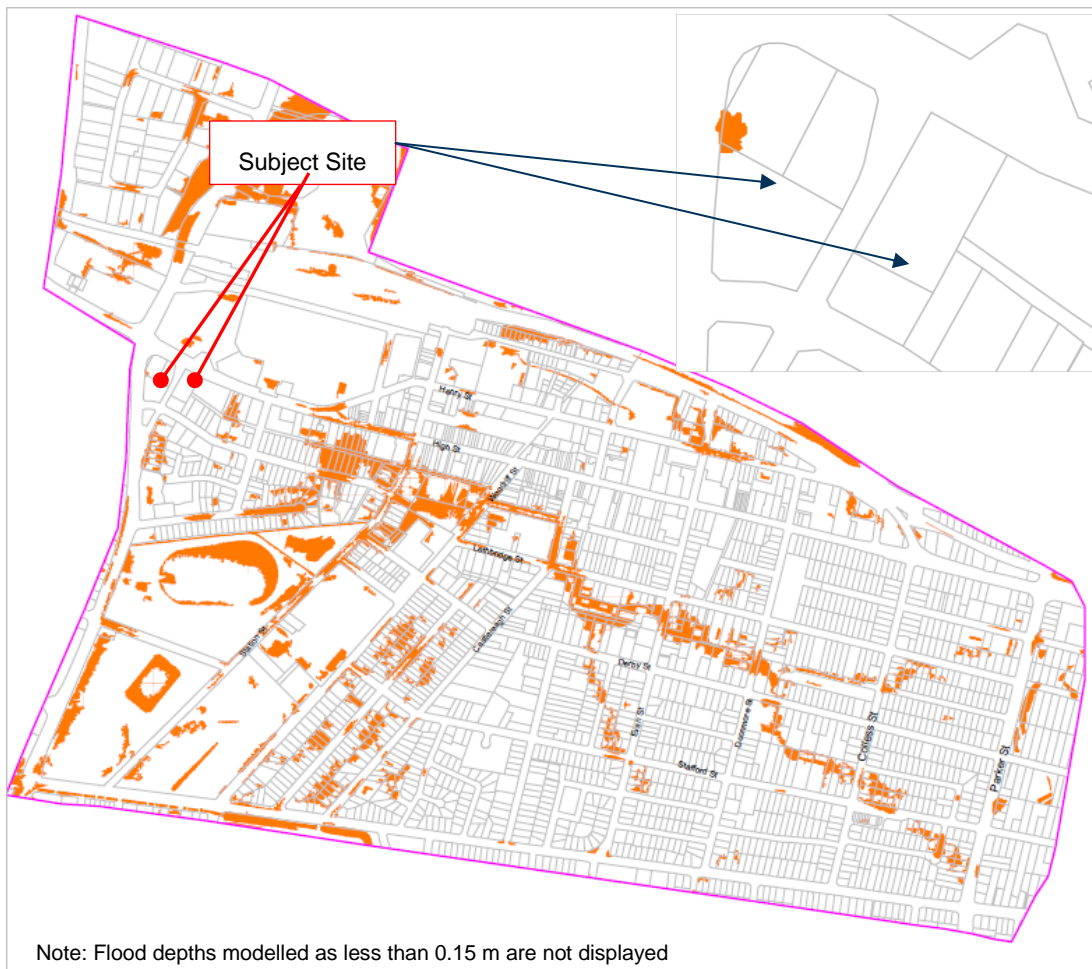 Subject Site
Henry St
High St
Woodriff St
Lethbridge St
Castlereagh St
Station St
Derby St
Evan St
Doonmore St
Colless St
Stafford St
Parker St
Note: Flood depths modelled as less than 0.15 m are not displayed